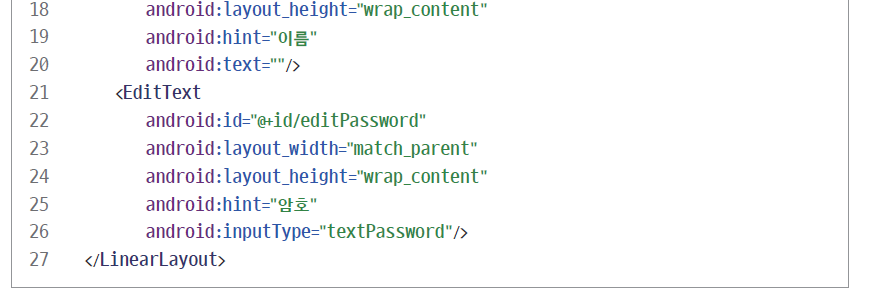 18 android:layout_height="wrap_content"
19 android:hint="이름"
20 android:text=""/>
21 <EditText
22 android:id="@+id/editPassword"
23 android:layout_width="match_parent"
24 android:layout_height="wrap_content"
25 android:hint="암호"
26 android:inputType="textPassword"/>
27 </LinearLayout>